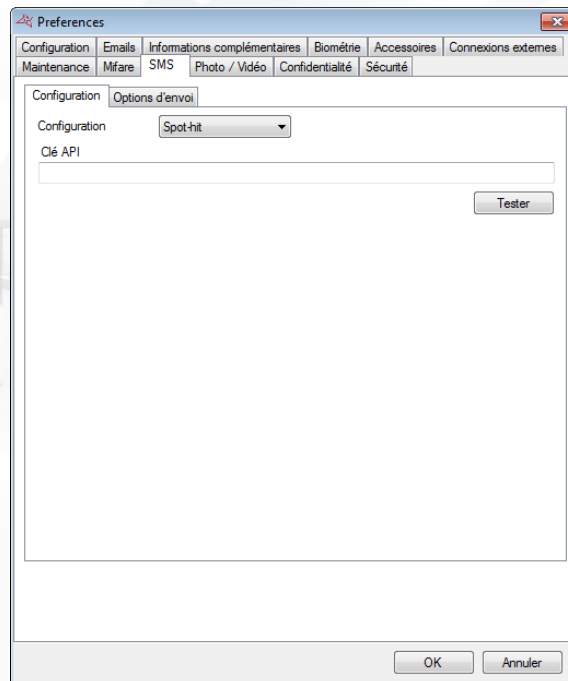 Preferences
Configuration Emails Informations complémentaires Biométrie Accessoires Connexions externes
Maintenance Mifare SMS Photo / Vidéo Confidentialité Sécurité
Configuration Options d'envoi
Configuration Spot-hit
Clé API
Tester
OK Annuler